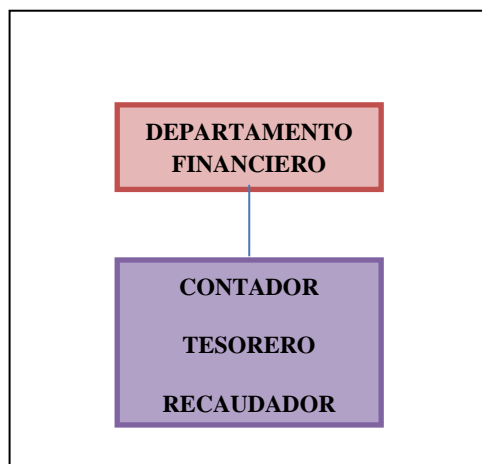 DEPARTAMENTO
FINANCIERO
CONTADOR
TESORERO
RECAUDADOR